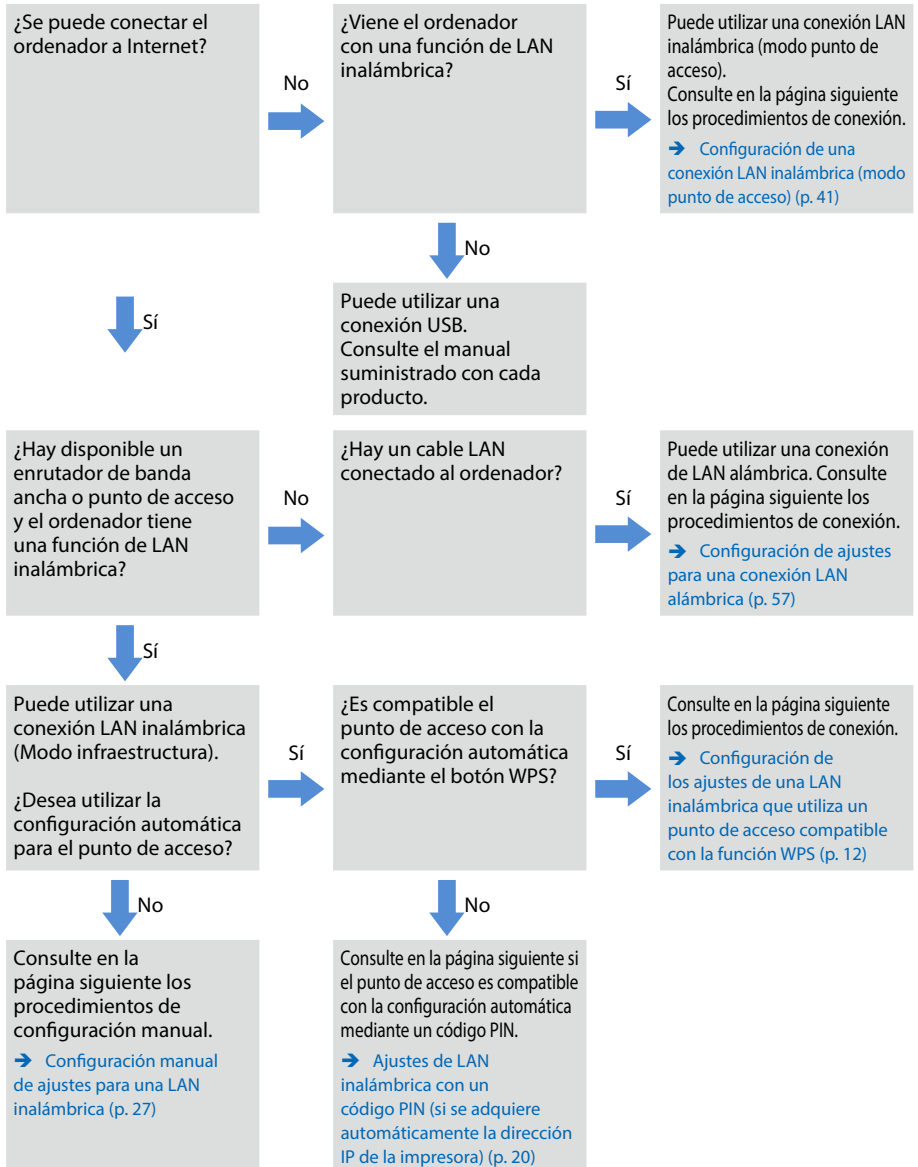 ¿Se puede conectar el
ordenador a Internet?
No
¿Viene el ordenador
con una función de LAN
inalámbrica?
Sí
Puede utilizar una conexión LAN
inalámbrica (modo punto de
acceso).
Consulte en la página siguiente
los procedimientos de conexión.
➔ Configuración de una
conexión LAN inalámbrica (modo
punto de acceso) (p. 41)
No
Sí
Puede utilizar una
conexión USB.
Consulte el manual
suministrado con cada
producto.
¿Hay disponible un
enrutador de banda
ancha o punto de acceso
y el ordenador tiene
una función de LAN
inalámbrica?
No
¿Hay un cable LAN
conectado al ordenador?
Sí
Puede utilizar una conexión
de LAN alámbrica. Consulte
en la página siguiente los
procedimientos de conexión.
➔ Configuración de ajustes
para una conexión LAN
alámbrica (p. 57)
Sí
Puede utilizar una
conexión LAN inalámbrica
(Modo infraestructura).
¿Desea utilizar la
configuración automática
para el punto de acceso?
Sí
¿Es compatible el
punto de acceso con la
configuración automática
mediante el botón WPS?
Sí
Consulte en la página siguiente
los procedimientos de conexión.
➔ Configuración de
los ajustes de una LAN
inalámbrica que utiliza un
punto de acceso compatible
con la función WPS (p. 12)
No
No
Consulte en la
página siguiente los
procedimientos de
configuración manual.
➔ Configuración manual
de ajustes para una LAN
inalámbrica (p. 27)
Consulte en la página siguiente si
el punto de acceso es compatible
con la configuración automática
mediante un código PIN.
➔ Ajustes de LAN
inalámbrica con un
código PIN (si se adquiere
automáticamente la dirección
IP de la impresora) (p. 20)